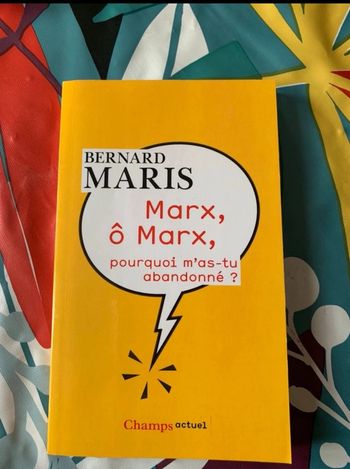 BERNARD
MARIS
Marx,
ô Marx,
pourquoi m'as-tu
abandonné ?
Champs actuel